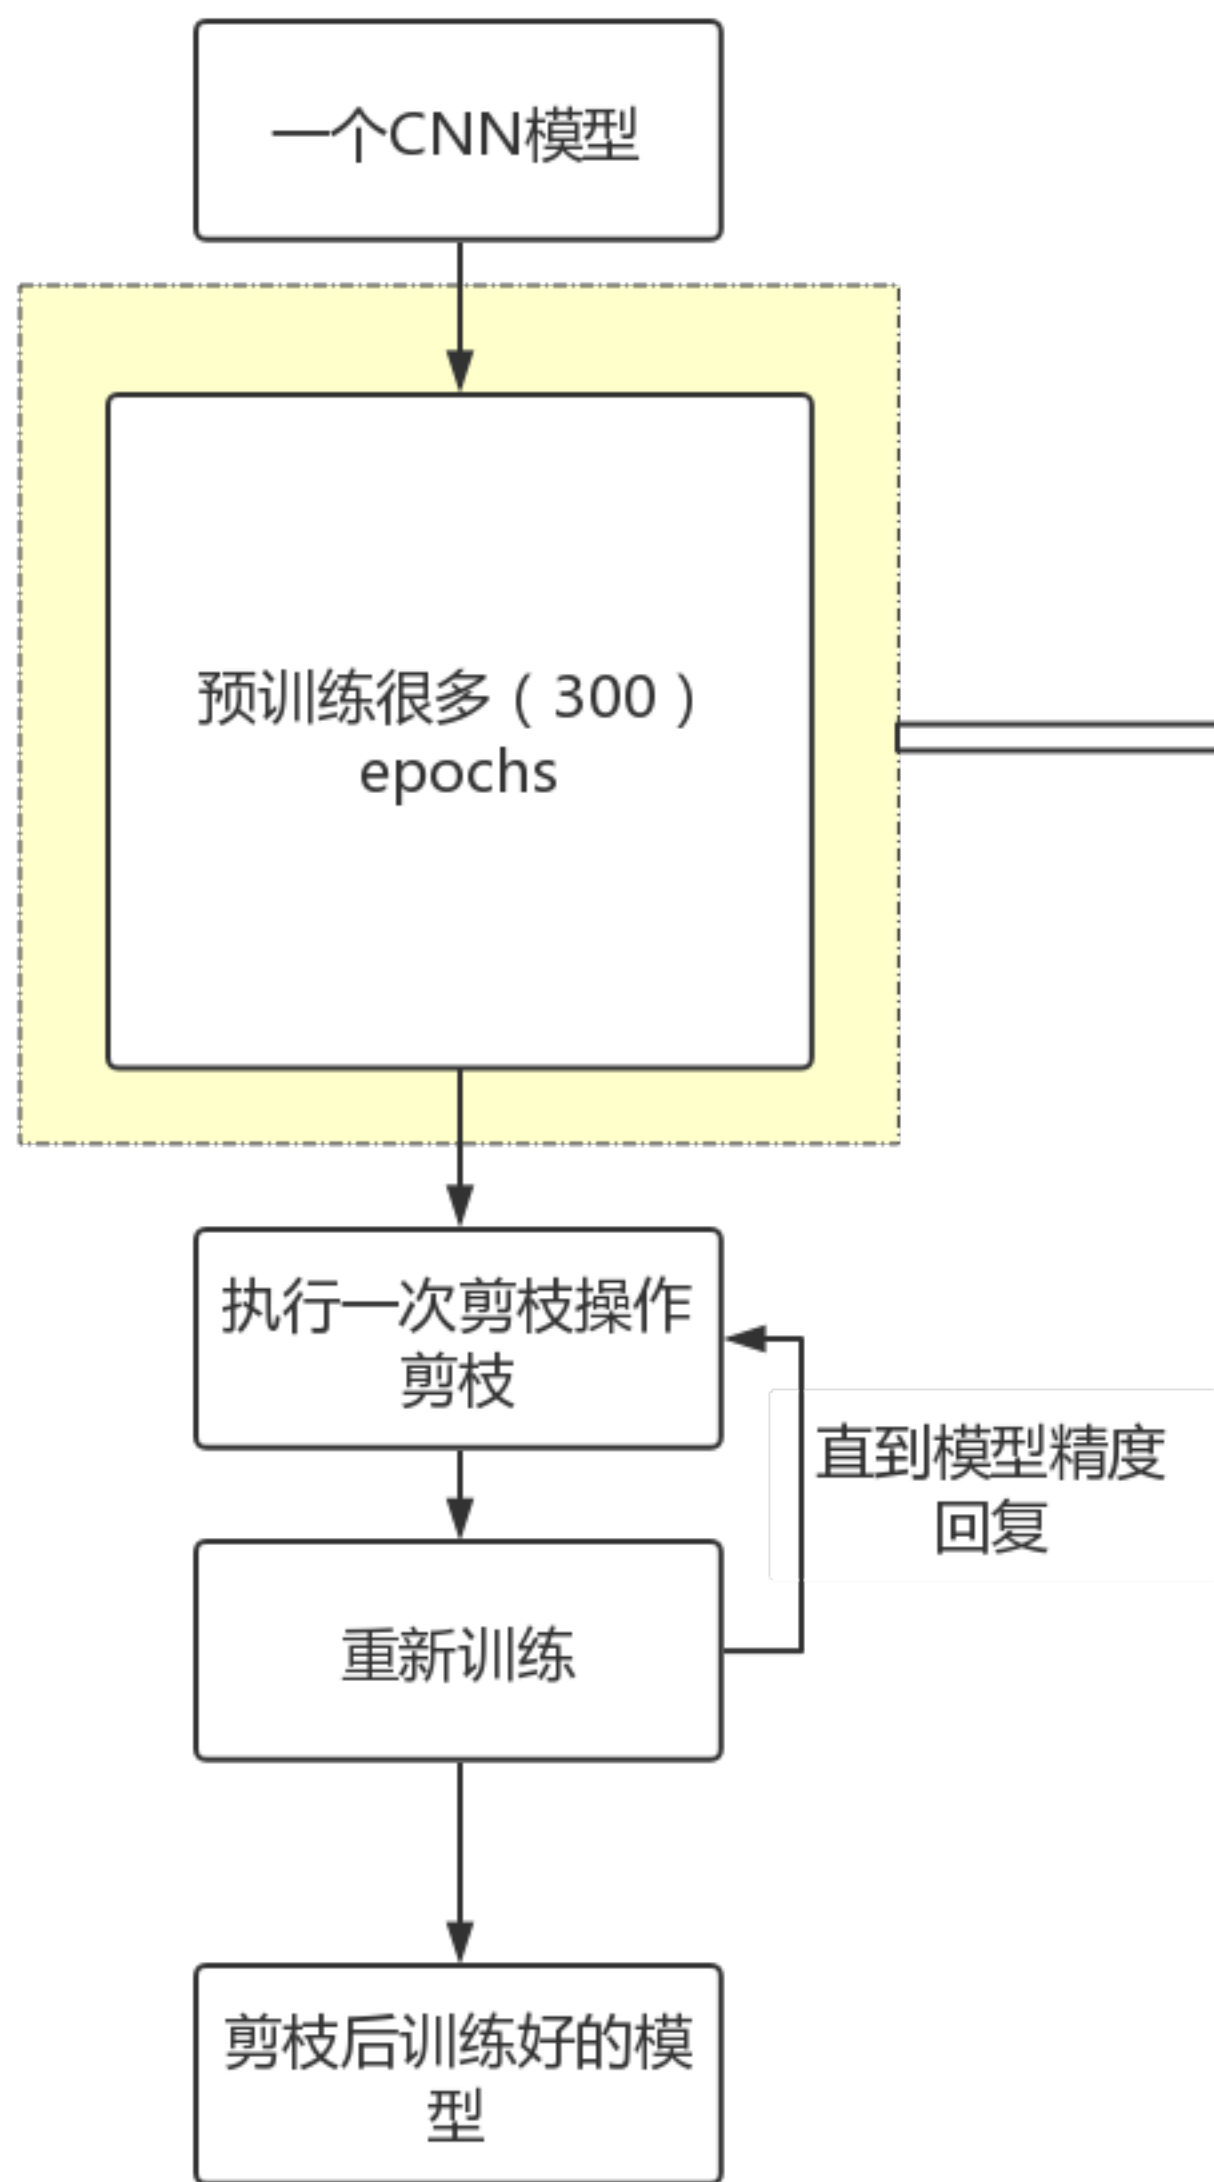 一个CNN模型
预训练很多（300）
epochs
执行一次剪枝操作
剪枝
直到模型精度
回复
重新训练
剪枝后训练好的模
型